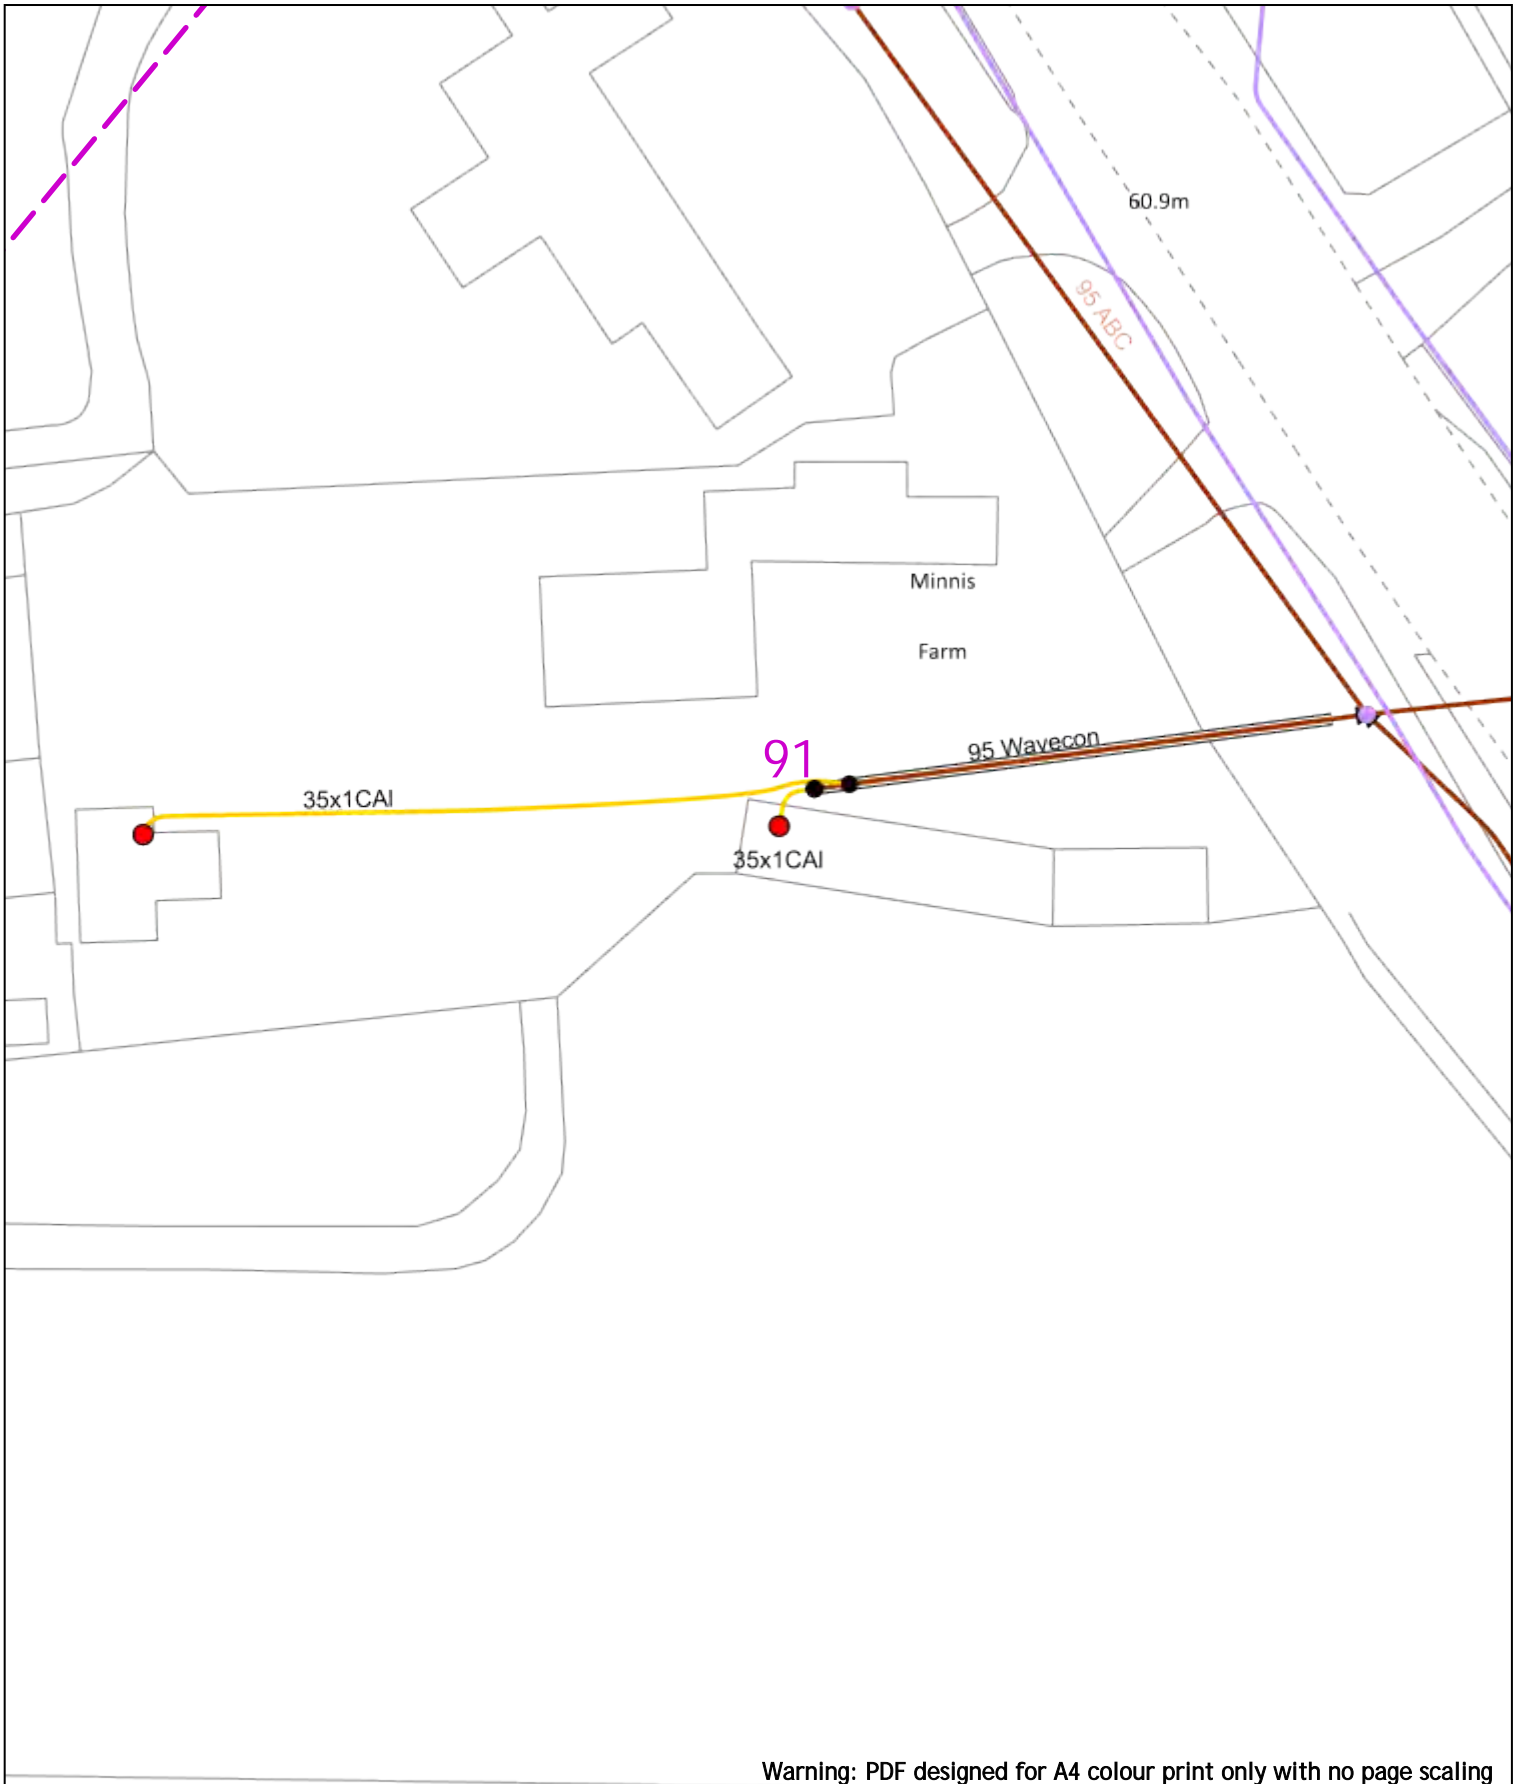 60.9m
95 ABC
Minnis
Farm
95 Wavecon
91
35x1CAl
35x1CAl
Warning: PDF designed for A4 colour print only with no page scaling